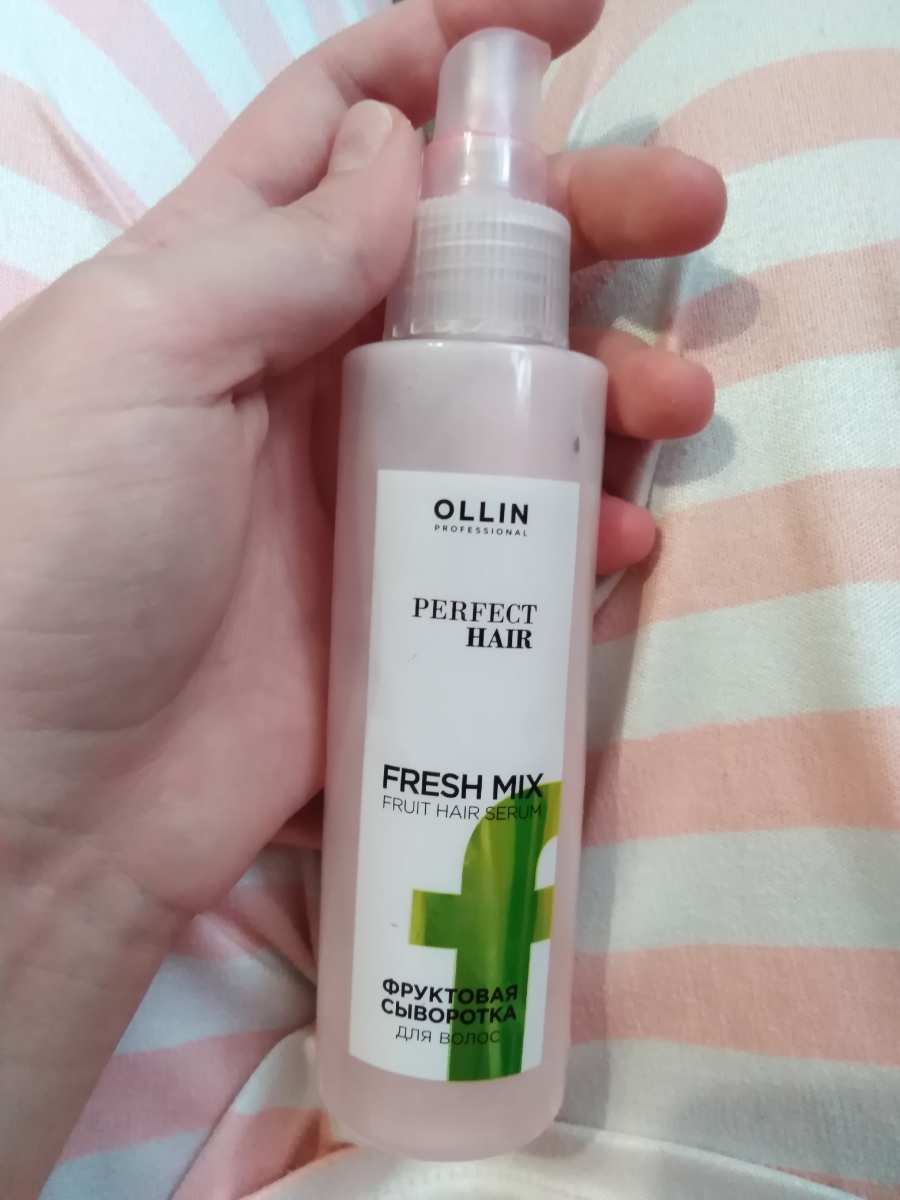 OLLIN
PROFESSIONAL
PERFECT
HAIR
FRESH MIX
FRUIT HAIR SERUM
f
ФРУКТОВАЯ
СЫВОРОТКА
ДЛЯ ВОЛОС